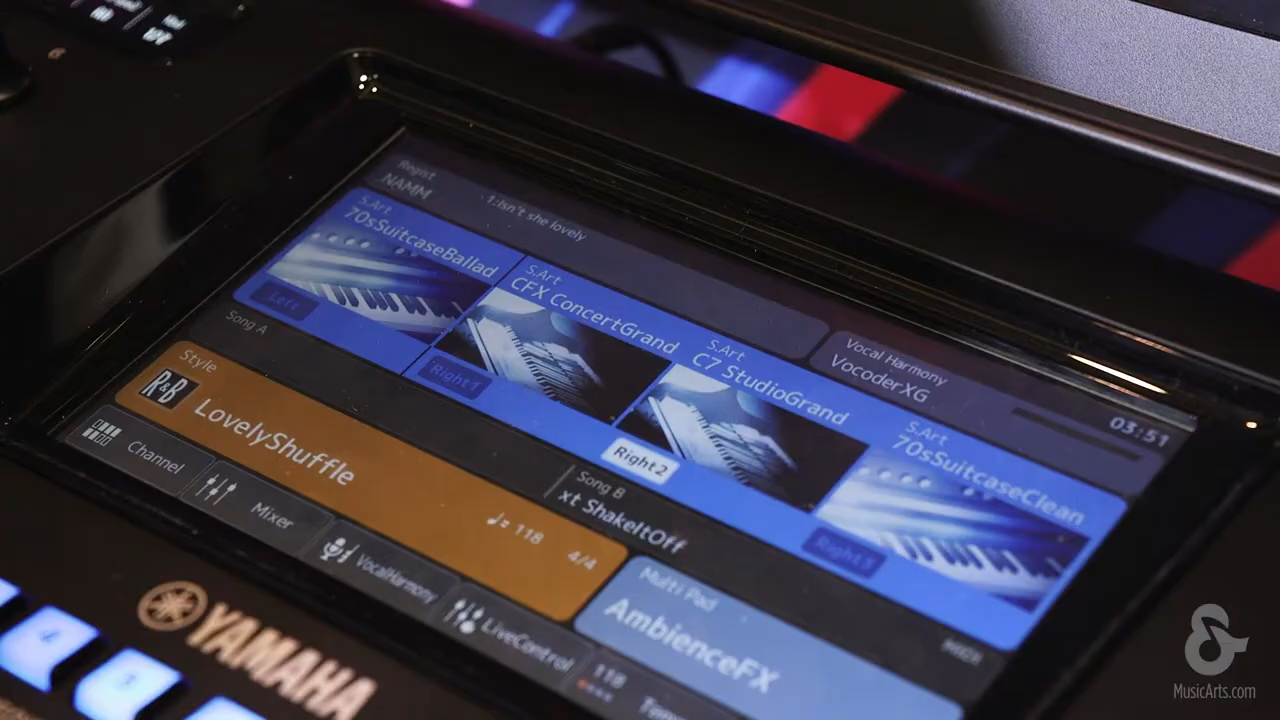 Regist
NAMM
1:Isn't she lovely
S.Art
70sSuitcaseBallad
Left
S.Art
CFX ConcertGrand
Right1
S.Art
C7 StudioGrand
Right2
S.Art
70sSuitcaseClean
Right3
Vocal Harmony
VocoderXG
03:51
Song A
Song B
xt ShakeItOff
Style
R&B
LovelyShuffle
♩= 118
4/4
Multi Pad
AmbienceFX
Channel
Mixer
VocalHarmony
LiveControl
118
YAMAHA
MusicArts.com